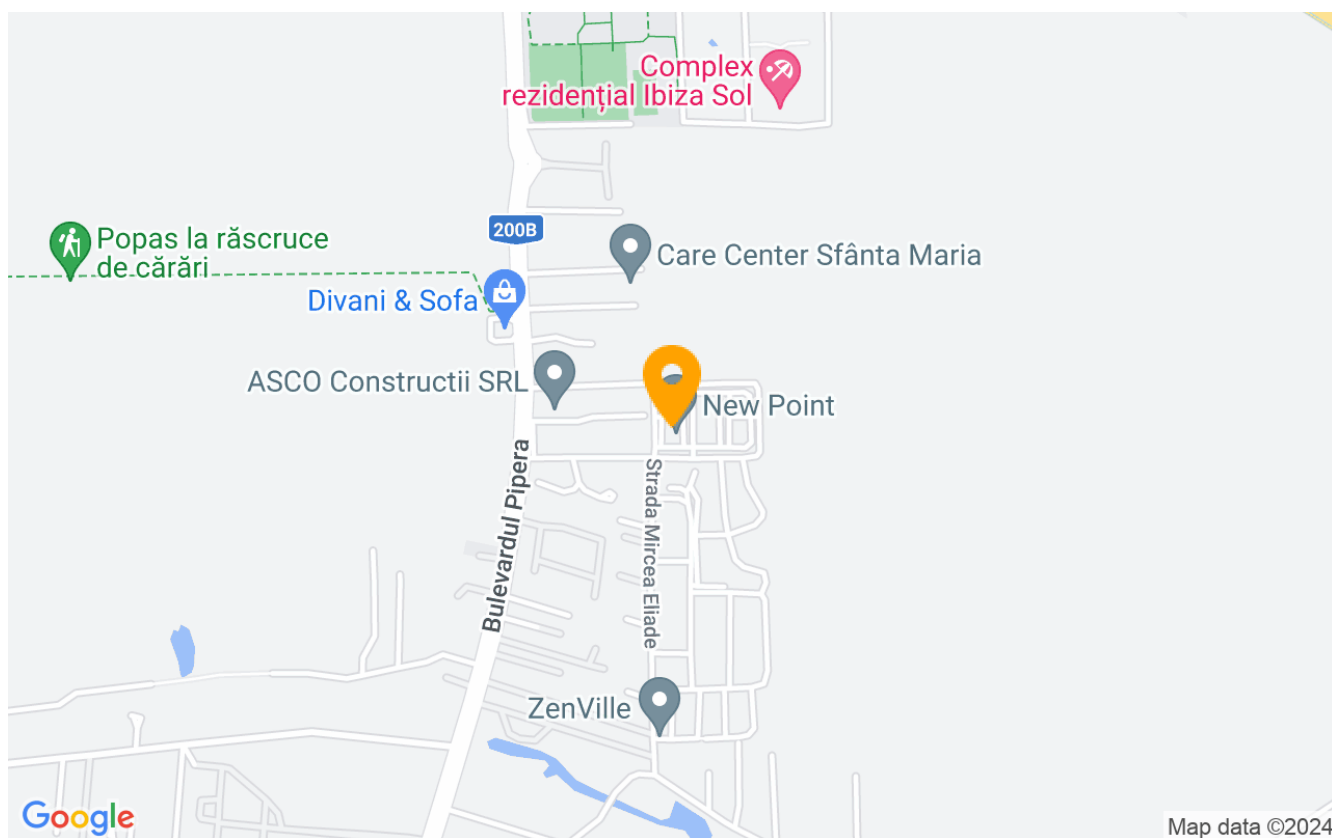 Complex
rezidențial Ibiza Sol
200B
Popas la răscruce
de cărări
Care Center Sfânta Maria
Divani & Sofa
ASCO Constructii SRL
New Point
Bulevardul Pipera
Strada Mircea Eliade
ZenVille
Google
Map data ©2024